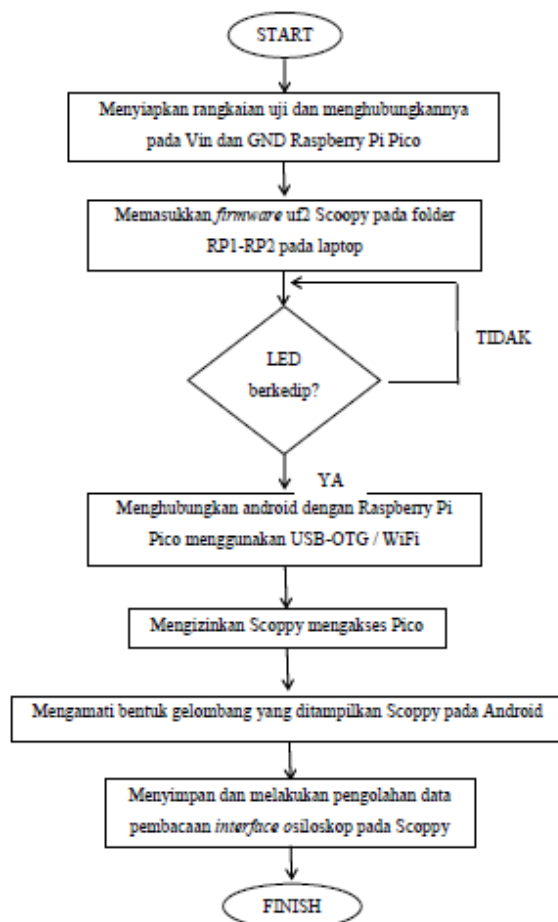 START
Menyiapkan rangkaian uji dan menghubungkannya
pada Vin dan GND Raspberry Pi Pico
Memasukkan firmware uf2 Scoopy pada folder
RP1-RP2 pada laptop
LED
berkedip?
TIDAK
YA
Menghubungkan android dengan Raspberry Pi
Pico menggunakan USB-OTG / WiFi
Mengizinkan Scoppy mengakses Pico
Mengamati bentuk gelombang yang ditampilkan Scoppy pada Android
Menyimpan dan melakukan pengolahan data
pembacaan interface osiloskop pada Scoppy
FINISH